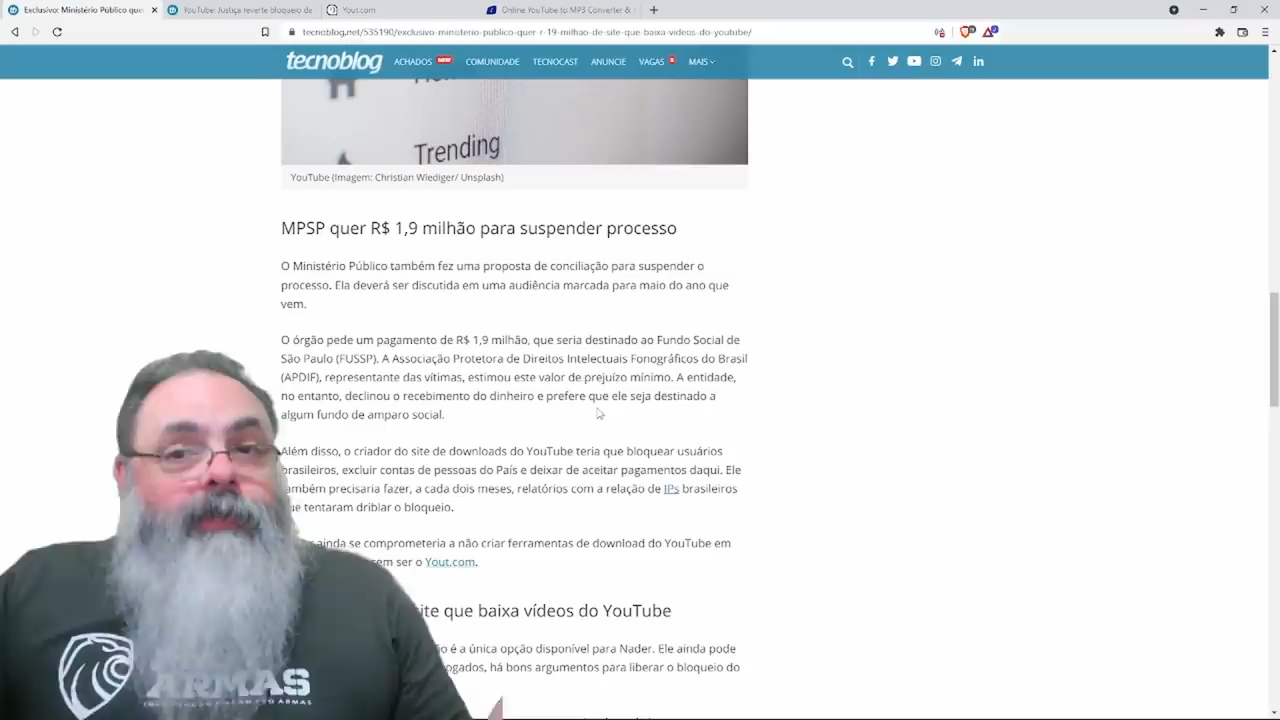 Exclusivo: Ministério Público que
YouTube: Justiça reverte bloqueio de
Yout.com
Online YouTube to MP3 Converter &
tecnoblog.net/535190/exclusivo-ministerio-publico-quer-r-19-milhao-de-site-que-baixa-videos-do-youtube/
tecnoblog ACHADOS NEW COMUNIDADE TECNOCAST ANUNCIE VAGAS MAIS
Trending
YouTube (Imagem: Christian Wiediger/ Unsplash)
MPSP quer R$ 1,9 milhão para suspender processo
O Ministério Público também fez uma proposta de conciliação para suspender o
processo. Ela deverá ser discutida em uma audiência marcada para maio do ano que
vem.
O órgão pede um pagamento de R$ 1,9 milhão, que seria destinado ao Fundo Social de
São Paulo (FUSSP). A Associação Protetora de Direitos Intelectuais Fonográficos do Brasil
(APDIF), representante das vítimas, estimou este valor de prejuízo mínimo. A entidade,
no entanto, declinou o recebimento do dinheiro e prefere que ele seja destinado a
algum fundo de amparo social.
Além disso, o criador do site de downloads do YouTube teria que bloquear usuários
brasileiros, excluir contas de pessoas do País e deixar de aceitar pagamentos daqui. Ele
também precisaria fazer, a cada dois meses, relatórios com a relação de IPs brasileiros
que tentaram driblar o bloqueio.
ainda se comprometeria a não criar ferramentas de download do YouTube em
ser o Yout.com.
site que baixa vídeos do YouTube
é a única opção disponível para Nader. Ele ainda pode
há bons argumentos para liberar o bloqueio do
ARMAS